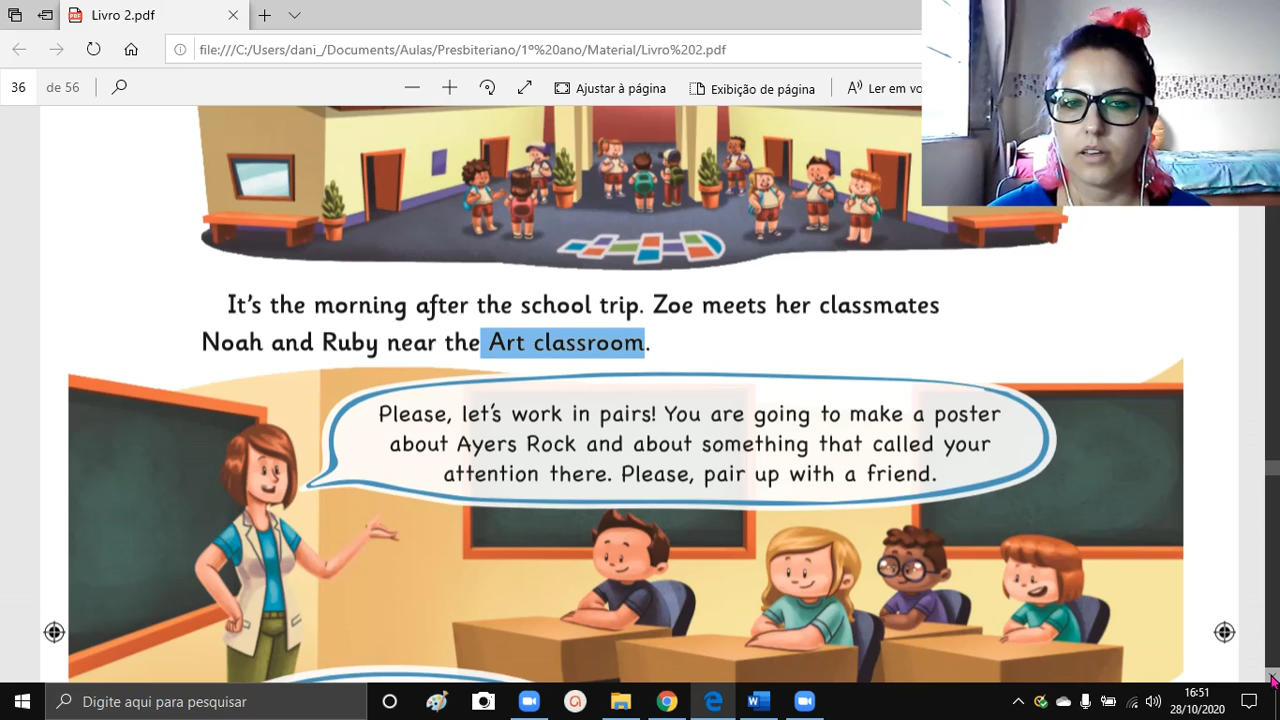 Livro 2.pdf
file:///C:/Users/dani_/Documents/Aulas/Presbiteriano/1º%20ano/Material/Livro%202.pdf
36 de 56 Ajustar à página Exibição de página Ler em vo
It's the morning after the school trip. Zoe meets her classmates
Noah and Ruby near the Art classroom.
Please, let's work in pairs! You are going to make a poster
about Ayers Rock and about something that called your
attention there. Please, pair up with a friend.
Digite aqui para pesquisar
16:51
28/10/2020